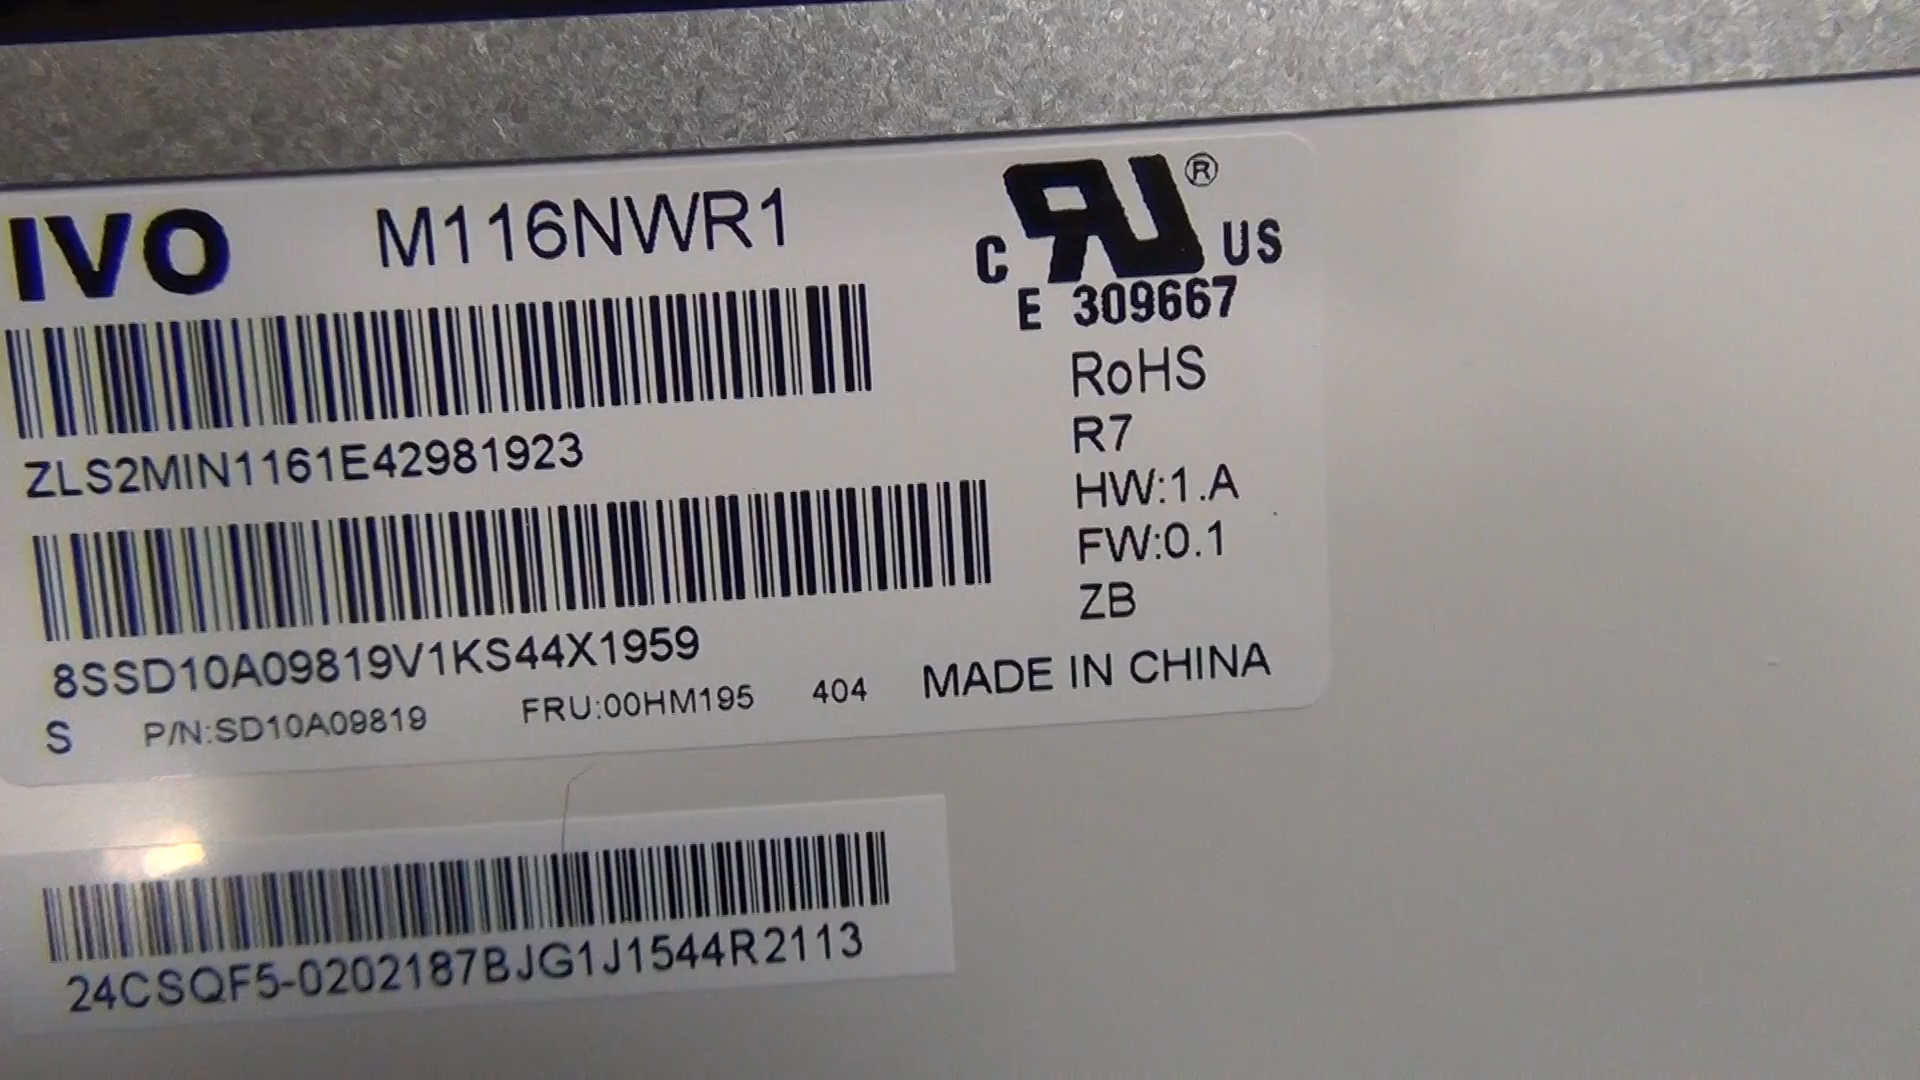 IVO M116NWR1
RU ®
C US
E 309667
RoHS
R7
HW:1.A
FW:0.1
ZB
ZLS2MIN1161E42981923
8SSD10A09819V1KS44X1959
S P/N:SD10A09819 FRU:00HM195 404 MADE IN CHINA
24CSQF5-0202187BJG1J1544R2113